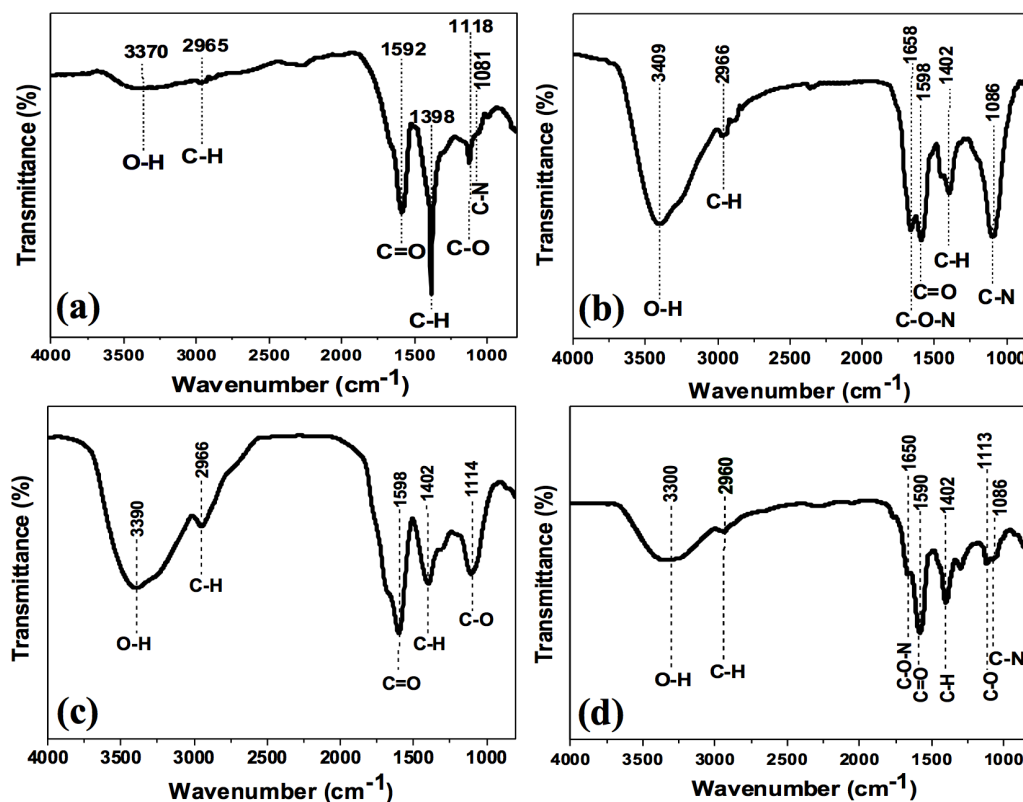 3370
2965
1592
1118
1081
1398
O-H
C-H
C=O
C-H
C-O
C-N
(a)
Transmittance (%)
4000 3500 3000 2500 2000 1500 1000
Wavenumber (cm-1)
3409
2966
1658
1598
1402
1086
O-H
C-H
C-O-N
C=O
C-H
C-N
(b)
Transmittance (%)
4000 3500 3000 2500 2000 1500 1000
Wavenumber (cm-1)
3390
2966
1598
1402
1114
O-H
C-H
C=O
C-H
C-O
(c)
Transmittance (%)
4000 3500 3000 2500 2000 1500 1000
Wavenumber (cm-1)
3300
2960
1650
1590
1402
1113
1086
O-H
C-H
C-O-N
C=O
C-H
C-O
C-N
(d)
Transmittance (%)
4000 3500 3000 2500 2000 1500 1000
Wavenumber (cm-1)